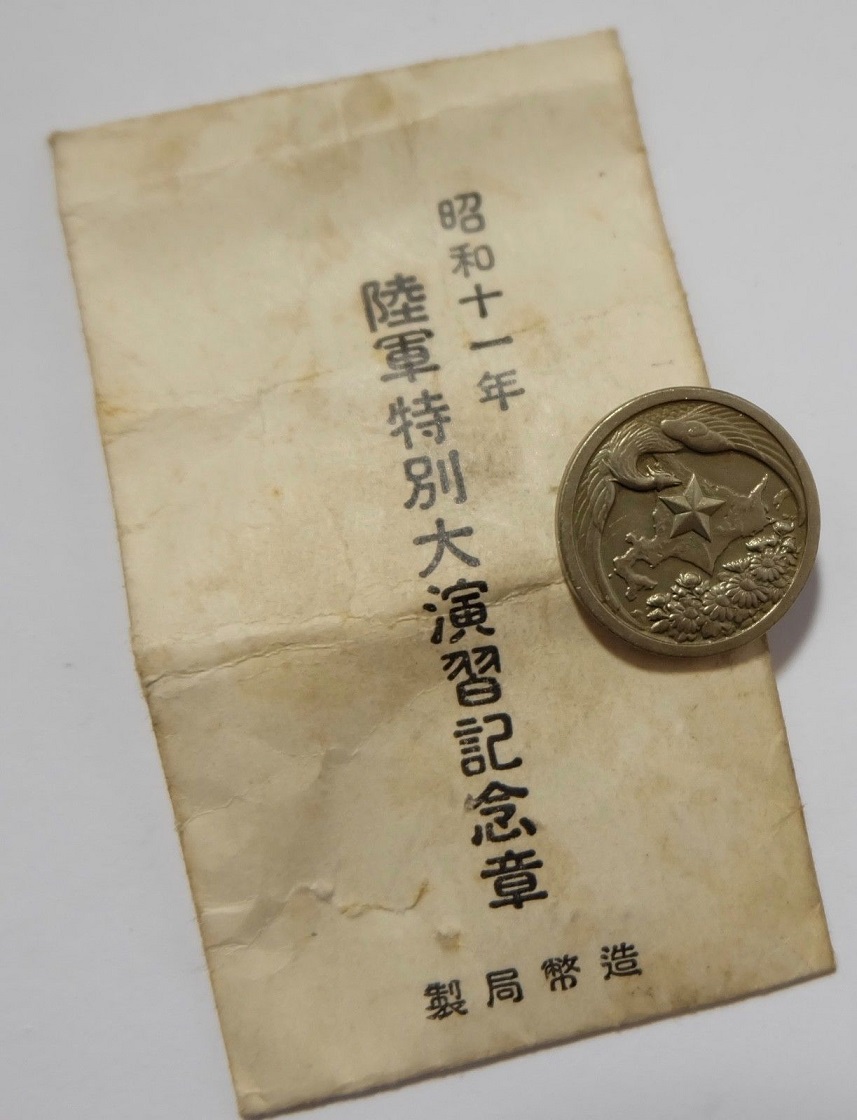 昭和十一年
陸軍特別大演習記念章
造幣局製